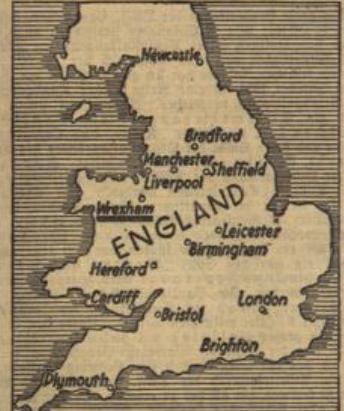 Newcastle
Bradford
Manchester
Sheffield
Liverpool
Wrexham
ENGLAND
Leicester
Birmingham
Hereford
Cardiff
London
Bristol
Brighton
Plymouth